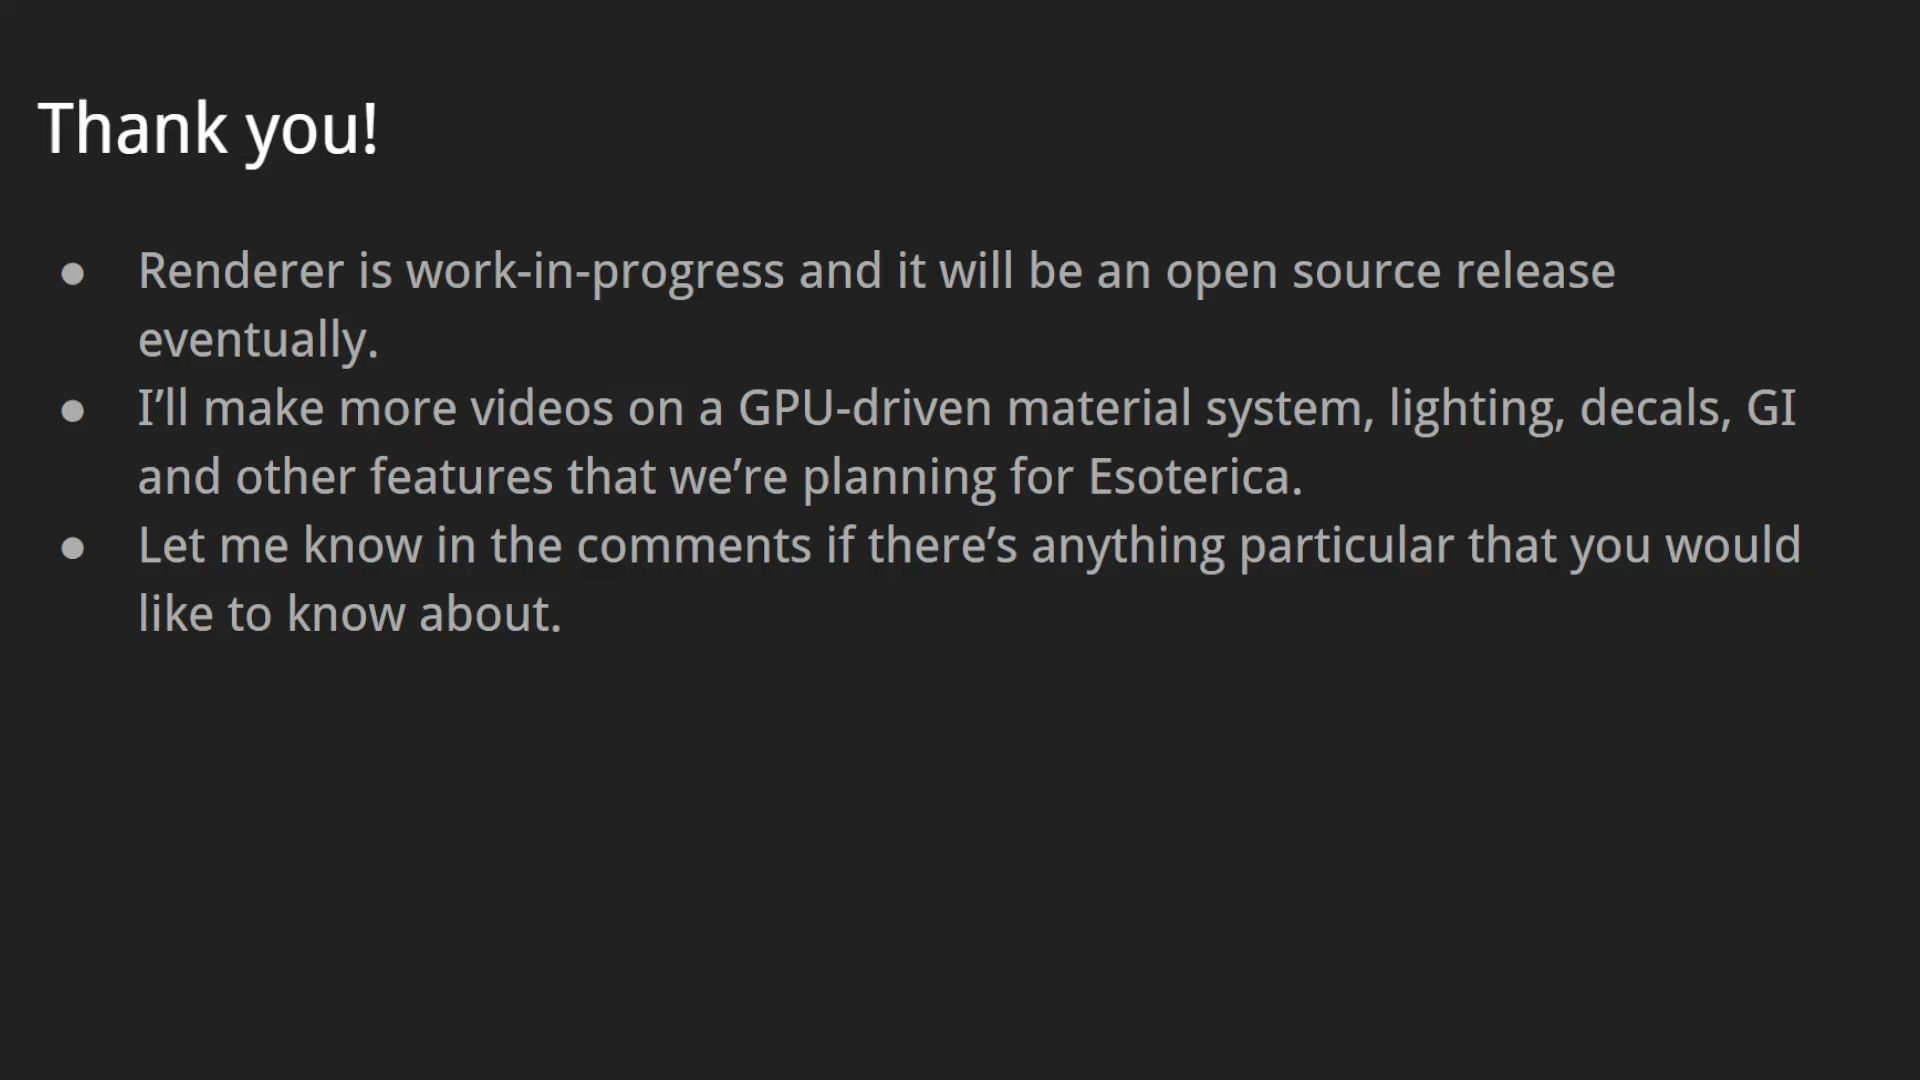 Thank you!
● Renderer is work-in-progress and it will be an open source release
eventually.
● I’ll make more videos on a GPU-driven material system, lighting, decals, GI
and other features that we’re planning for Esoterica.
● Let me know in the comments if there’s anything particular that you would
like to know about.